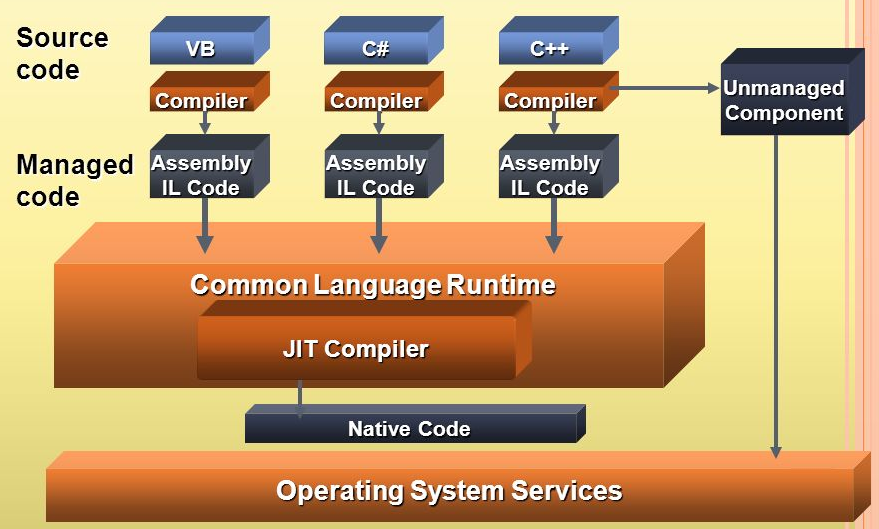 Source
code
VB
C#
C++
Compiler
Compiler
Compiler
Unmanaged
Component
Managed
code
Assembly
IL Code
Assembly
IL Code
Assembly
IL Code
Common Language Runtime
JIT Compiler
Native Code
Operating System Services